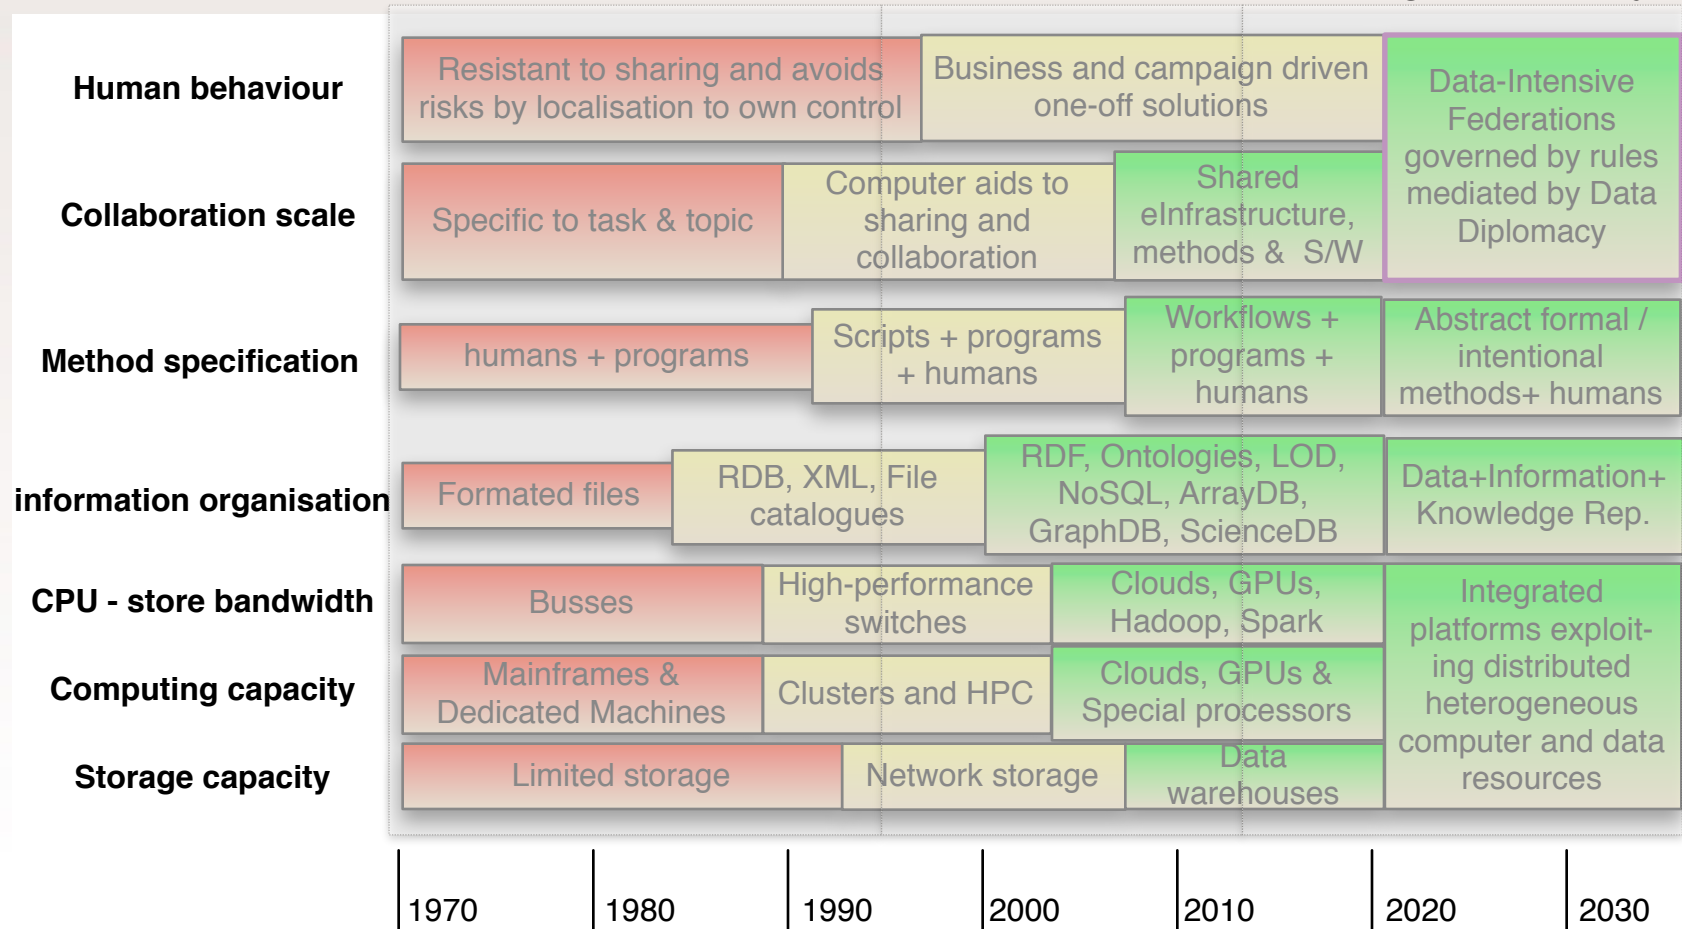 Human behaviour
Resistant to sharing and avoids
risks by localisation to own control
Business and campaign driven
one-off solutions
Data-Intensive
Federations
governed by rules
mediated by Data
Diplomacy
Collaboration scale
Specific to task & topic
Computer aids to
sharing and
collaboration
Shared
eInfrastructure,
methods & S/W
Method specification
humans + programs
Scripts + programs
+ humans
Workflows +
programs +
humans
Abstract formal /
intentional
methods+ humans
information organisation
Formated files
RDB, XML, File
catalogues
RDF, Ontologies, LOD,
NoSQL, ArrayDB,
GraphDB, ScienceDB
Data+Information+
Knowledge Rep.
CPU - store bandwidth
Busses
High-performance
switches
Clouds, GPUs,
Hadoop, Spark
Integrated
platforms exploit-
ing distributed
heterogeneous
computer and data
resources
Computing capacity
Mainframes &
Dedicated Machines
Clusters and HPC
Clouds, GPUs &
Special processors
Storage capacity
Limited storage
Network storage
Data
warehouses
1970
1980
1990
2000
2010
2020
2030